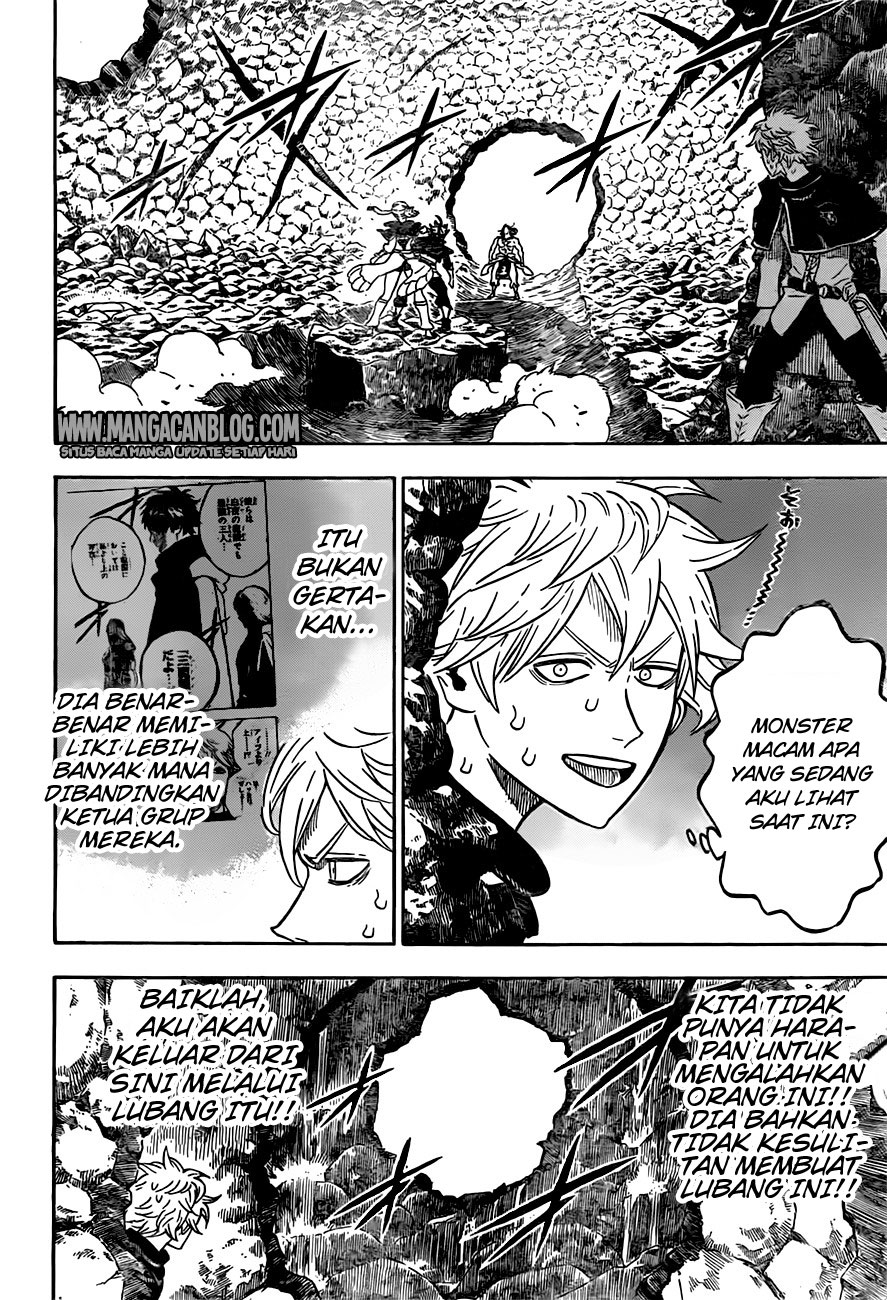 WWW.MANGACANBLOG.COM
SITUS BACA MANGA UPDATE SETIAP HARI
MONSTER
MACAM APA
YANG SEDANG
AKU LIHAT
SAAT INI?
ITU
BUKAN
GERTA-
KAN...
DIA BENAR-
BENAR MEMI-
LIKI LEBIH
BANYAK MANA
DIBANDINGKAN
KETUA GRUP
MEREKA.
KITA TIDAK
PUNYA HARA-
PAN UNTUK
MENGALAHKAN
ORANG INI!!
DIA BAHKAN
TIDAK KESULI-
TAN MEMBUAT
LUBANG INI!!
BAIKLAH,
AKU AKAN
KELUAR DARI
SINI MELALUI
LUBANG ITU!!